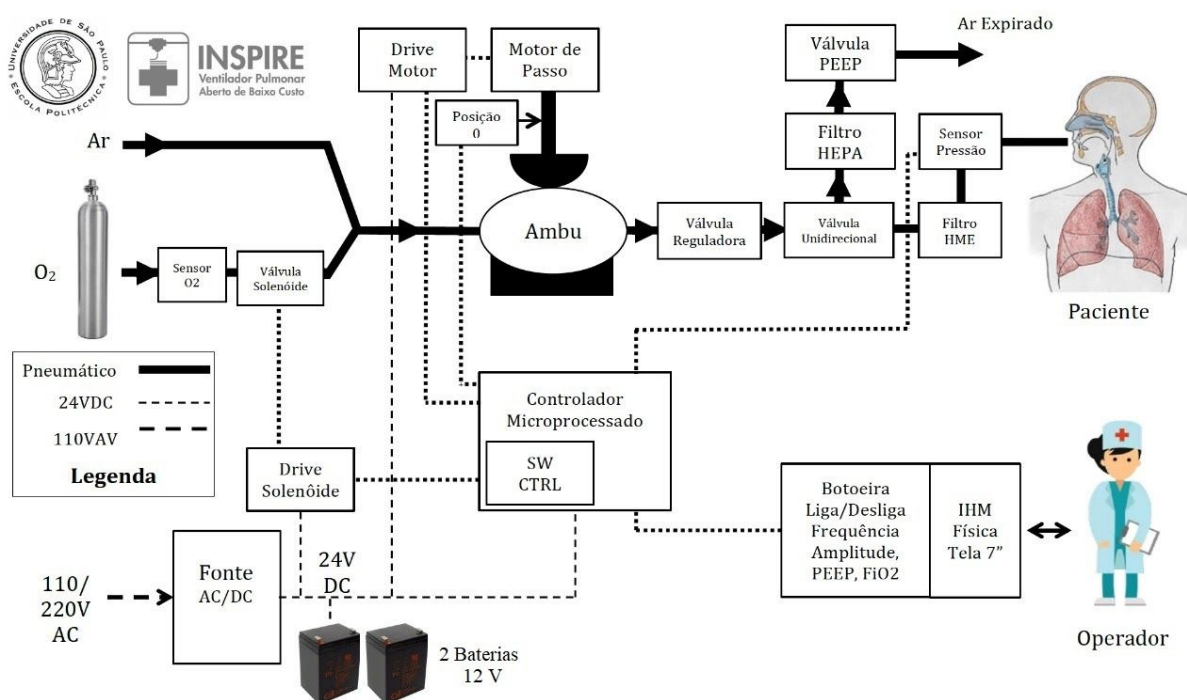 UNIVERSIDADE DE SÃO PAULO
ESCOLA POLITECNICA
INSPIRE
Ventilador Pulmonar
Aberto de Baixo Custo
Drive
Motor
Motor de
Passo
Posição
0
Válvula
PEEP
Ar Expirado
Filtro
HEPA
Sensor
Pressão
Ar
Ambu
Válvula
Reguladora
Válvula
Unidirecional
Filtro
HME
O2
Sensor
O2
Válvula
Solenóide
Paciente
Pneumático
24VDC
110VAV
Legenda
Controlador
Microprocessado
SW
CTRL
Drive
Solenôide
Botoeira
Liga/Desliga
Frequência
Amplitude,
PEEP, FiO2
IHM
Física
Tela 7”
Operador
110/
220V
AC
Fonte
AC/DC
24V
DC
2 Baterias
12 V